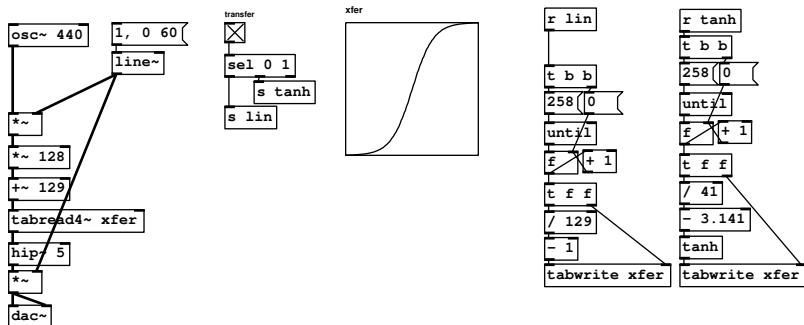 osc~ 440
1, 0 60
line~
*~
*~ 128
+~ 129
tabread4~ xfer
hip~ 5
*~
dac~
transfer
sel 0 1
s tanh
s lin
xfer
r lin
t b b
258
0
until
f
+ 1
t f f
/ 129
- 1
tabwrite xfer
r tanh
t b b
258
0
until
f
+ 1
t f f
/ 41
- 3.141
tanh
tabwrite xfer